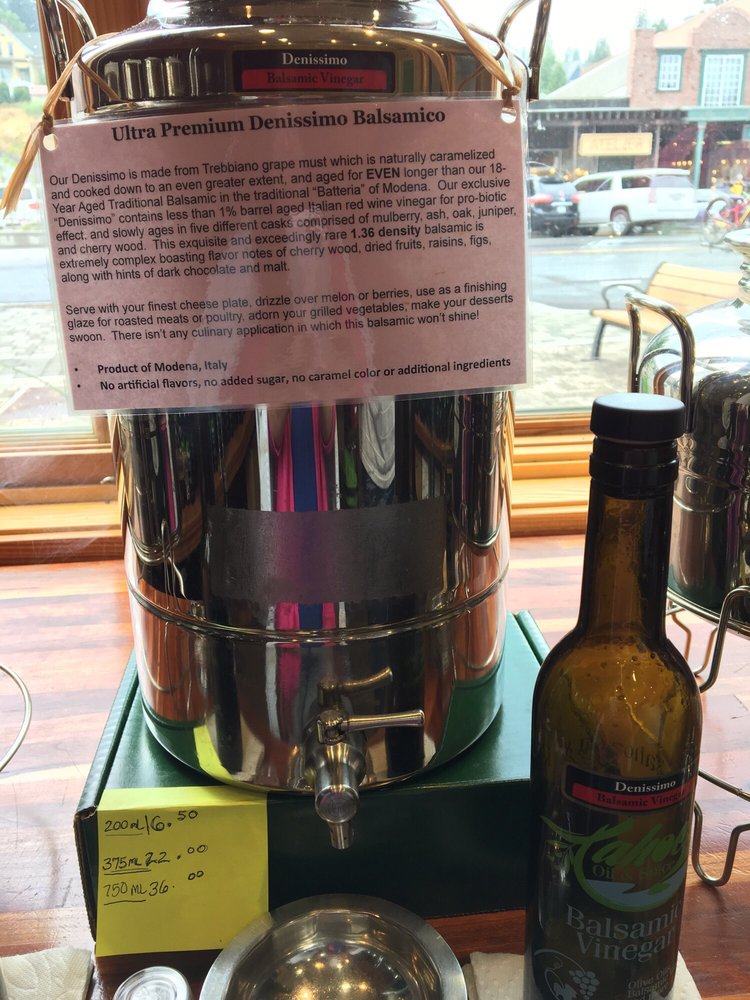 Denissimo
Balsamic Vinegar
Ultra Premium Denissimo Balsamico
Our Denissimo is made from Trebbiano grape must which is naturally caramelized
and cooked down to an even greater extent, and aged for EVEN longer than our 18-
Year Aged Traditional Balsamic in the traditional “Batteria” of Modena. Our exclusive
“Denissimo” contains less than 1% barrel aged Italian red wine vinegar for pro-biotic
effect, and slowly ages in five different casks comprised of mulberry, ash, oak, juniper,
and cherry wood. This exquisite and exceedingly rare 1.36 density balsamic is
extremely complex boasting flavor notes of cherry wood, dried fruits, raisins, figs,
along with hints of dark chocolate and malt.
Serve with your finest cheese plate, drizzle over melon or berries, use as a finishing
glaze for roasted meats or poultry, adorn your grilled vegetables, make your desserts
swoon. There isn't any culinary application in which this balsamic won't shine!
• Product of Modena, Italy
• No artificial flavors, no added sugar, no caramel color or additional ingredients
200ml 16.50
375ML 22.00
750ML 36.00
Denissimo
Balsamic Vinegar
Tahoe
Oil & Spice
Balsamic
Vinegar
Olive Oil
Balsamic